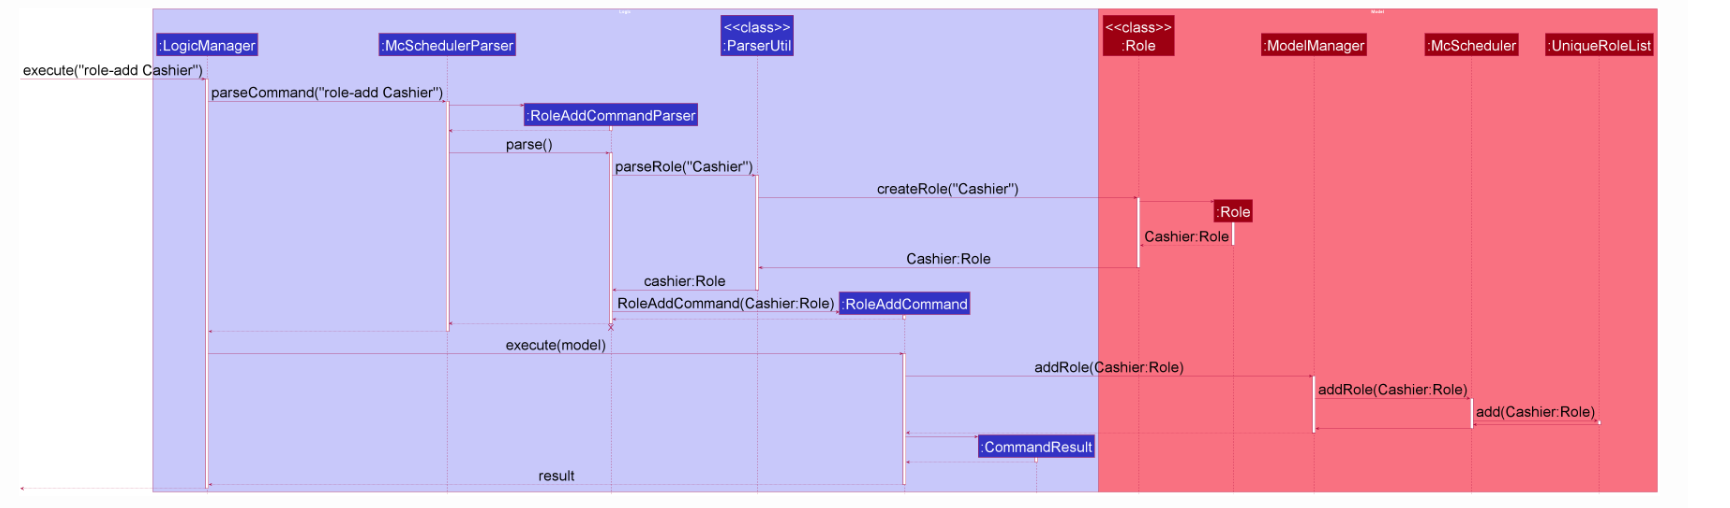 Logic
Model
<<class>>
<<class>>
:LogicManager
:McSchedulerParser
:ParserUtil
:Role
:ModelManager
:McScheduler
:UniqueRoleList
execute("role-add Cashier")
parseCommand("role-add Cashier")
:RoleAddCommandParser
parse()
parseRole("Cashier")
createRole("Cashier")
:Role
Cashier:Role
Cashier:Role
cashier:Role
RoleAddCommand(Cashier:Role)
:RoleAddCommand
execute(model)
addRole(Cashier:Role)
addRole(Cashier:Role)
add(Cashier:Role)
:CommandResult
result